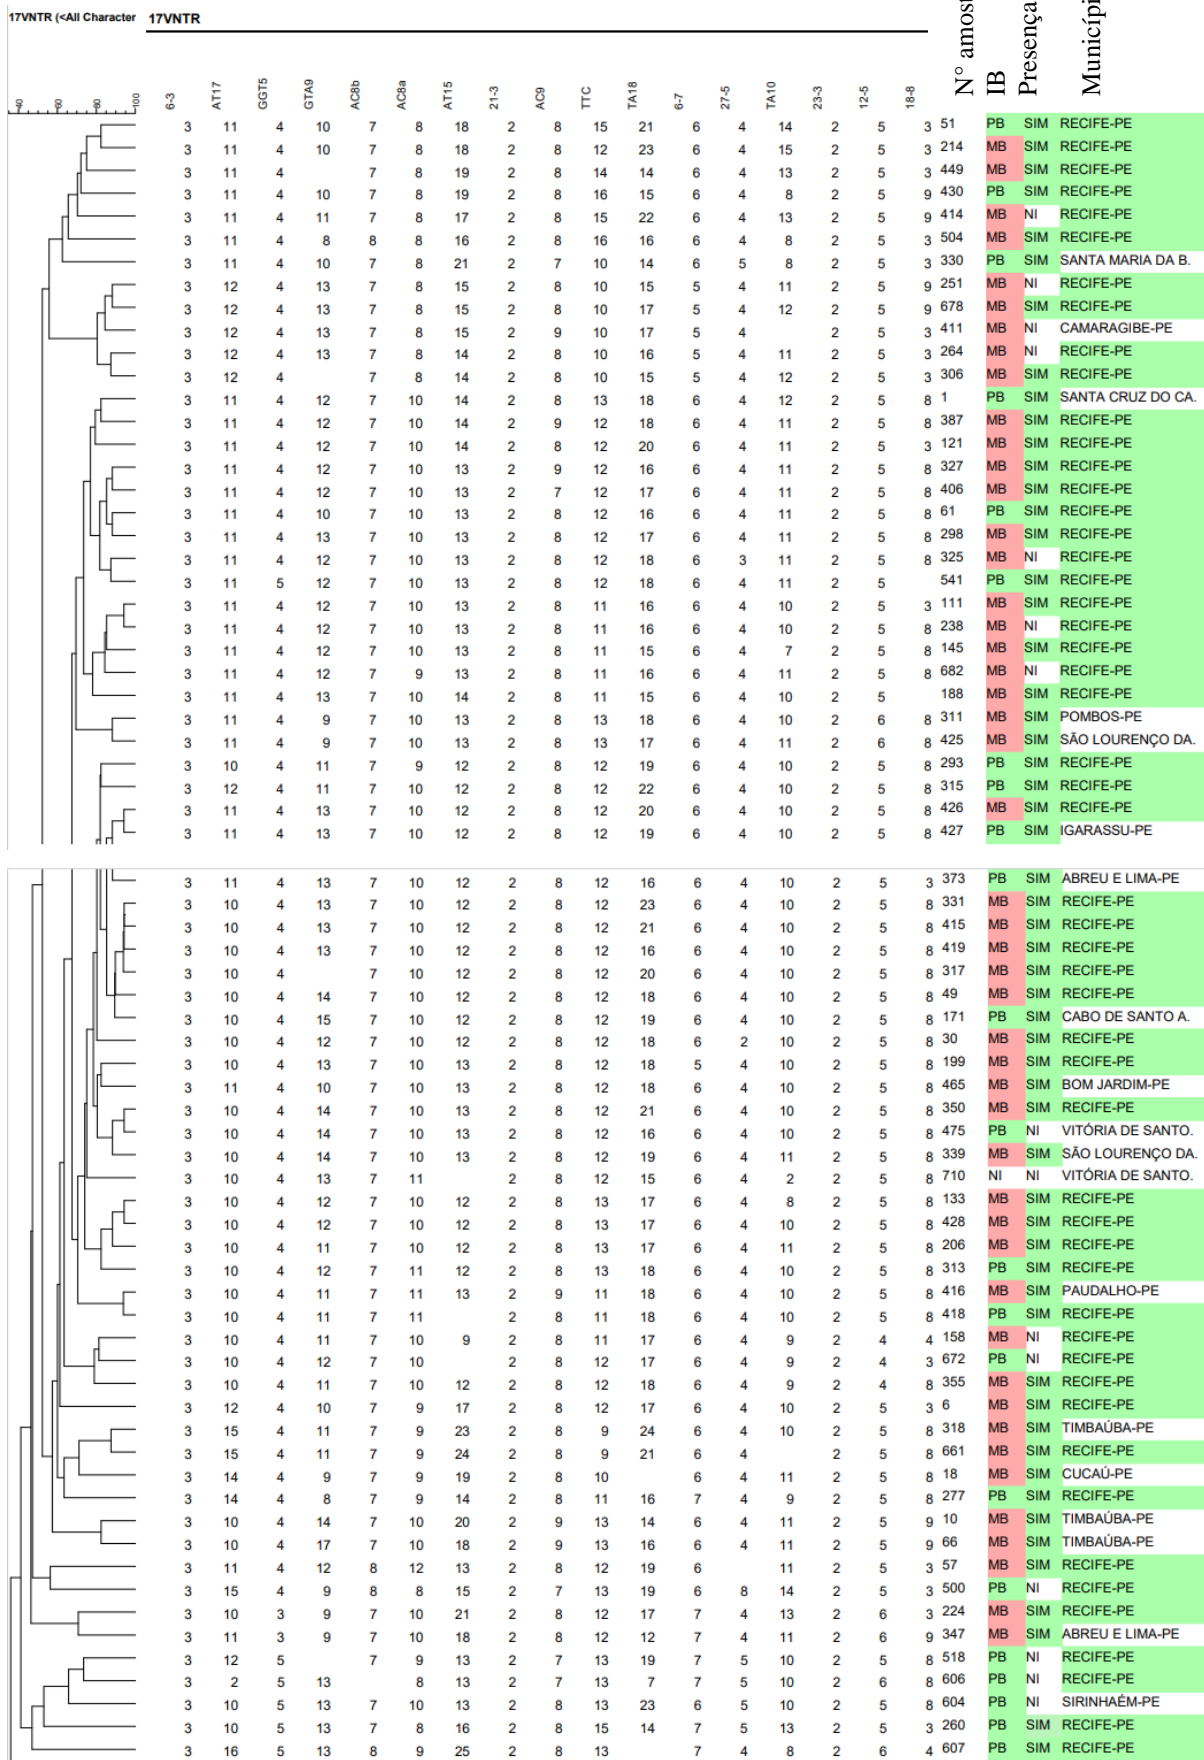 17VNTR (<All Character 17VNTR
40 60 80 100 6-3 AT17 GGT5 GTA9 AC8b AC8a AT15 21-3 AC9 TTC TA18 6-7 27-5 TA10 23-3 12-5 18-8 N° amost IB Presença Municípi
3 11 4 10 7 8 18 2 8 15 21 6 4 14 2 5 3 51 PB SIM RECIFE-PE
3 11 4 10 7 8 18 2 8 12 23 6 4 15 2 5 3 214 MB SIM RECIFE-PE
3 11 4 7 8 19 2 8 14 14 6 4 13 2 5 3 449 MB SIM RECIFE-PE
3 11 4 10 7 8 19 2 8 16 15 6 4 8 2 5 9 430 PB SIM RECIFE-PE
3 11 4 11 7 8 17 2 8 15 22 6 4 13 2 5 9 414 MB NI RECIFE-PE
3 11 4 8 8 8 16 2 8 16 16 6 4 8 2 5 3 504 MB SIM RECIFE-PE
3 11 4 10 7 8 21 2 7 10 14 6 5 8 2 5 3 330 PB SIM SANTA MARIA DA B.
3 12 4 13 7 8 15 2 8 10 15 5 4 11 2 5 9 251 MB NI RECIFE-PE
3 12 4 13 7 8 15 2 8 10 17 5 4 12 2 5 9 678 MB SIM RECIFE-PE
3 12 4 13 7 8 15 2 9 10 17 5 4 2 5 3 411 MB NI CAMARAGIBE-PE
3 12 4 13 7 8 14 2 8 10 16 5 4 11 2 5 3 264 MB NI RECIFE-PE
3 12 4 7 8 14 2 8 10 15 5 4 12 2 5 3 306 MB SIM RECIFE-PE
3 11 4 12 7 10 14 2 8 13 18 6 4 12 2 5 8 1 PB SIM SANTA CRUZ DO CA.
3 11 4 12 7 10 14 2 9 12 18 6 4 11 2 5 8 387 MB SIM RECIFE-PE
3 11 4 12 7 10 14 2 8 12 20 6 4 11 2 5 3 121 MB SIM RECIFE-PE
3 11 4 12 7 10 13 2 9 12 16 6 4 11 2 5 8 327 MB SIM RECIFE-PE
3 11 4 12 7 10 13 2 7 12 17 6 4 11 2 5 8 406 MB SIM RECIFE-PE
3 11 4 10 7 10 13 2 8 12 16 6 4 11 2 5 8 61 PB SIM RECIFE-PE
3 11 4 13 7 10 13 2 8 12 17 6 4 11 2 5 8 298 MB SIM RECIFE-PE
3 11 4 12 7 10 13 2 8 12 18 6 3 11 2 5 8 325 MB NI RECIFE-PE
3 11 5 12 7 10 13 2 8 12 18 6 4 11 2 5 541 PB SIM RECIFE-PE
3 11 4 12 7 10 13 2 8 11 16 6 4 10 2 5 3 111 MB SIM RECIFE-PE
3 11 4 12 7 10 13 2 8 11 16 6 4 10 2 5 8 238 MB NI RECIFE-PE
3 11 4 12 7 10 13 2 8 11 15 6 4 7 2 5 8 145 MB SIM RECIFE-PE
3 11 4 12 7 9 13 2 8 11 16 6 4 11 2 5 8 682 MB NI RECIFE-PE
3 11 4 13 7 10 14 2 8 11 15 6 4 10 2 5 188 MB SIM RECIFE-PE
3 11 4 9 7 10 13 2 8 13 18 6 4 10 2 6 8 311 MB SIM POMBOS-PE
3 11 4 9 7 10 13 2 8 13 17 6 4 11 2 6 8 425 MB SIM SÃO LOURENÇO DA.
3 10 4 11 7 9 12 2 8 12 19 6 4 10 2 5 8 293 PB SIM RECIFE-PE
3 12 4 11 7 10 12 2 8 12 22 6 4 10 2 5 8 315 PB SIM RECIFE-PE
3 11 4 13 7 10 12 2 8 12 20 6 4 10 2 5 8 426 MB SIM RECIFE-PE
3 11 4 13 7 10 12 2 8 12 19 6 4 10 2 5 8 427 PB SIM IGARASSU-PE
3 11 4 13 7 10 12 2 8 12 16 6 4 10 2 5 3 373 PB SIM ABREU E LIMA-PE
3 10 4 13 7 10 12 2 8 12 23 6 4 10 2 5 8 331 MB SIM RECIFE-PE
3 10 4 13 7 10 12 2 8 12 21 6 4 10 2 5 8 415 MB SIM RECIFE-PE
3 10 4 13 7 10 12 2 8 12 16 6 4 10 2 5 8 419 MB SIM RECIFE-PE
3 10 4 7 10 12 2 8 12 20 6 4 10 2 5 8 317 MB SIM RECIFE-PE
3 10 4 14 7 10 12 2 8 12 18 6 4 10 2 5 8 49 MB SIM RECIFE-PE
3 10 4 15 7 10 12 2 8 12 19 6 4 10 2 5 8 171 PB SIM CABO DE SANTO A.
3 10 4 12 7 10 12 2 8 12 18 6 2 10 2 5 8 30 MB SIM RECIFE-PE
3 10 4 13 7 10 12 2 8 12 18 5 4 10 2 5 8 199 MB SIM RECIFE-PE
3 11 4 10 7 10 13 2 8 12 18 6 4 10 2 5 8 465 MB SIM BOM JARDIM-PE
3 10 4 14 7 10 13 2 8 12 21 6 4 10 2 5 8 350 MB SIM RECIFE-PE
3 10 4 14 7 10 13 2 8 12 16 6 4 10 2 5 8 475 PB NI VITÓRIA DE SANTO.
3 10 4 14 7 10 13 2 8 12 19 6 4 11 2 5 8 339 MB SIM SÃO LOURENÇO DA.
3 10 4 13 7 11 2 8 12 15 6 4 2 2 5 8 710 NI NI VITÓRIA DE SANTO.
3 10 4 12 7 10 12 2 8 13 17 6 4 8 2 5 8 133 MB SIM RECIFE-PE
3 10 4 12 7 10 12 2 8 13 17 6 4 10 2 5 8 428 MB SIM RECIFE-PE
3 10 4 11 7 10 12 2 8 13 17 6 4 11 2 5 8 206 MB SIM RECIFE-PE
3 10 4 12 7 11 12 2 8 13 18 6 4 10 2 5 8 313 PB SIM RECIFE-PE
3 10 4 11 7 11 13 2 9 11 18 6 4 10 2 5 8 416 MB SIM PAUDALHO-PE
3 10 4 11 7 11 2 8 11 18 6 4 10 2 5 8 418 PB SIM RECIFE-PE
3 10 4 11 7 10 9 2 8 11 17 6 4 9 2 4 4 158 MB NI RECIFE-PE
3 10 4 12 7 10 2 8 12 17 6 4 9 2 4 3 672 PB NI RECIFE-PE
3 10 4 11 7 10 12 2 8 12 18 6 4 9 2 4 8 355 MB SIM RECIFE-PE
3 12 4 10 7 9 17 2 8 12 17 6 4 10 2 5 3 6 MB SIM RECIFE-PE
3 15 4 11 7 9 23 2 8 9 24 6 4 10 2 5 8 318 MB SIM TIMBAÚBA-PE
3 15 4 11 7 9 24 2 8 9 21 6 4 2 5 8 661 MB SIM RECIFE-PE
3 14 4 9 7 9 19 2 8 10 6 4 11 2 5 8 18 MB SIM CUCAÚ-PE
3 14 4 8 7 9 14 2 8 11 16 7 4 9 2 5 8 277 PB SIM RECIFE-PE
3 10 4 14 7 10 20 2 9 13 14 6 4 11 2 5 9 10 MB SIM TIMBAÚBA-PE
3 10 4 17 7 10 18 2 9 13 16 6 4 11 2 5 9 66 MB SIM TIMBAÚBA-PE
3 11 4 12 8 12 13 2 8 12 19 6 11 2 5 3 57 MB SIM RECIFE-PE
3 15 4 9 8 8 15 2 7 13 19 6 8 14 2 5 3 500 PB NI RECIFE-PE
3 10 3 9 7 10 21 2 8 12 17 7 4 13 2 6 3 224 MB SIM RECIFE-PE
3 11 3 9 7 10 18 2 8 12 12 7 4 11 2 6 9 347 MB SIM ABREU E LIMA-PE
3 12 5 7 9 13 2 7 13 19 7 5 10 2 5 8 518 PB NI RECIFE-PE
3 2 5 13 8 13 2 7 13 7 7 5 10 2 6 8 606 PB NI RECIFE-PE
3 10 5 13 7 10 13 2 8 13 23 6 5 10 2 5 8 604 PB NI SIRINHAÉM-PE
3 10 5 13 7 8 16 2 8 15 14 7 5 13 2 5 3 260 PB SIM RECIFE-PE
3 16 5 13 8 9 25 2 8 13 7 4 8 2 6 4 607 PB SIM RECIFE-PE